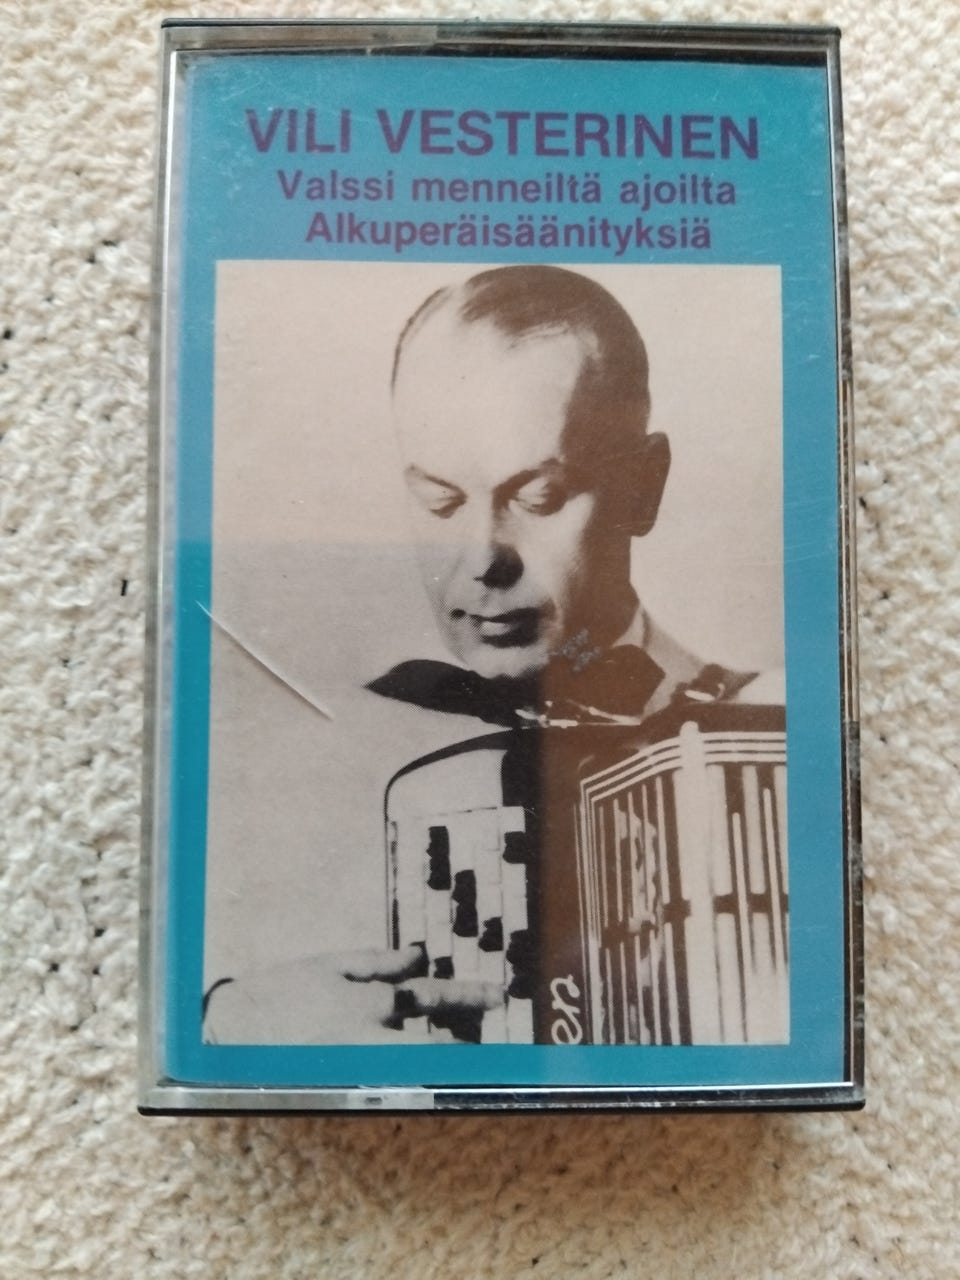 VILI VESTERINEN
Valssi menneiltä ajoilta
Alkuperäisäänityksiä